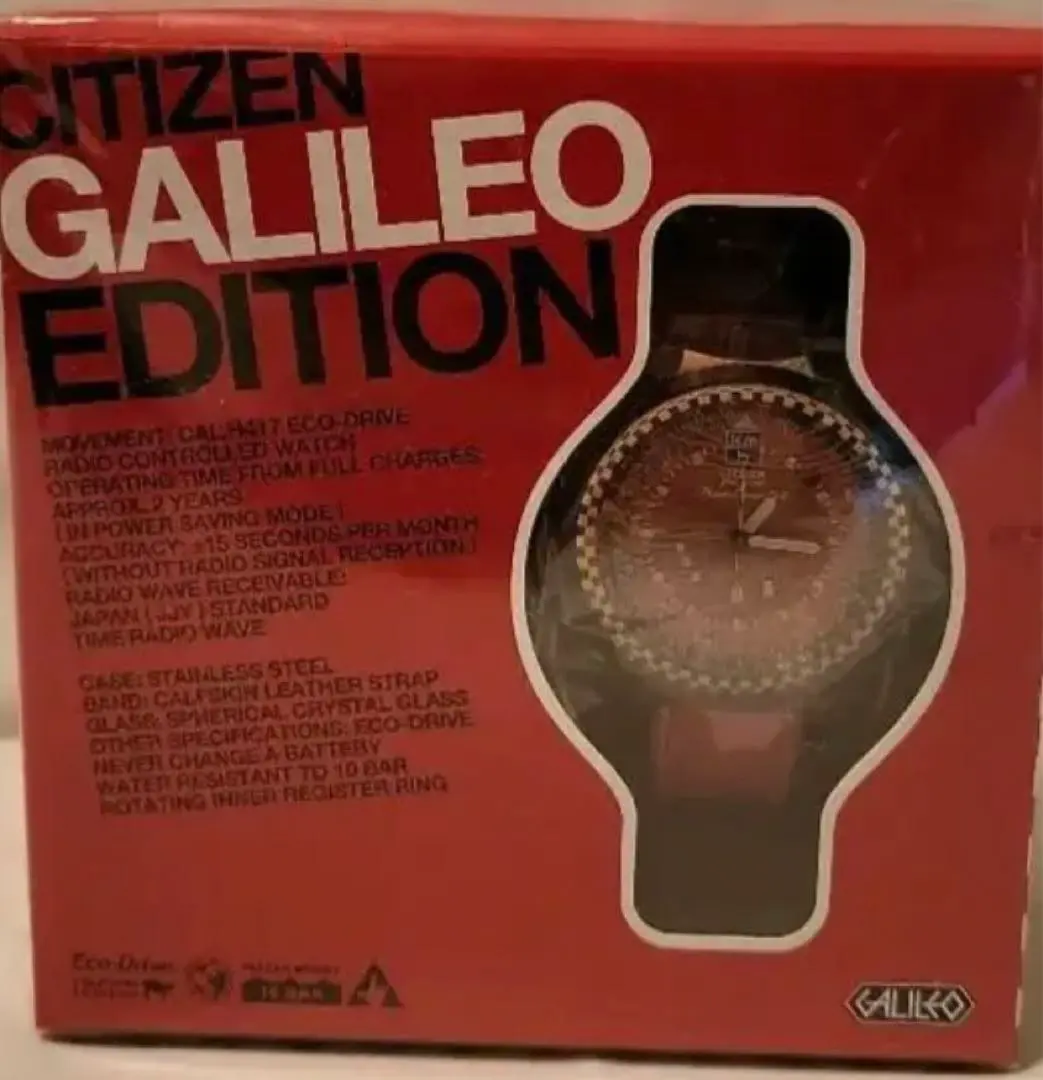 CITIZEN
GALILEO
EDITION
MOVEMENT: CAL.H417 ECO-DRIVE
RADIO CONTROLLED WATCH
OPERATING TIME FROM FULL CHARGES:
APPROX. 2 YEARS
( IN POWER SAVING MODE )
ACCURACY: ±15 SECONDS PER MONTH
( WITHOUT RADIO SIGNAL RECEPTION )
RADIO WAVE RECEIVABLE:
JAPAN ( JJY ) STANDARD
TIME RADIO WAVE
CASE: STAINLESS STEEL
BAND: CALFSKIN LEATHER STRAP
GLASS: SPHERICAL CRYSTAL GLASS
OTHER SPECIFICATIONS: ECO-DRIVE
NEVER CHANGE A BATTERY
WATER RESISTANT TO 10 BAR
ROTATING INNER REGISTER RING
Eco-Drive
10 BAR
GALILEO